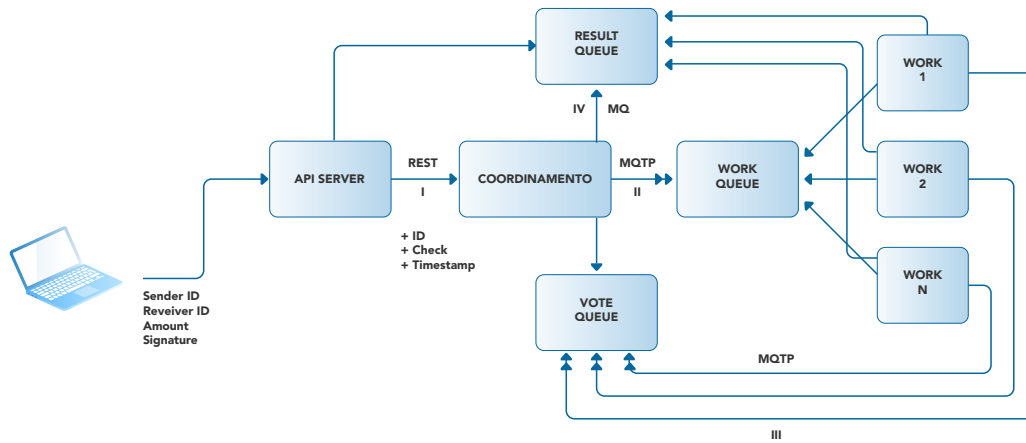 RESULT
QUEUE
WORK
1
IV
MQ
REST
MQTP
API SERVER
COORDINAMENTO
WORK
QUEUE
WORK
2
I
II
+ ID
+ Check
+ Timestamp
WORK
N
Sender ID
Reveiver ID
Amount
Signature
VOTE
QUEUE
MQTP
III